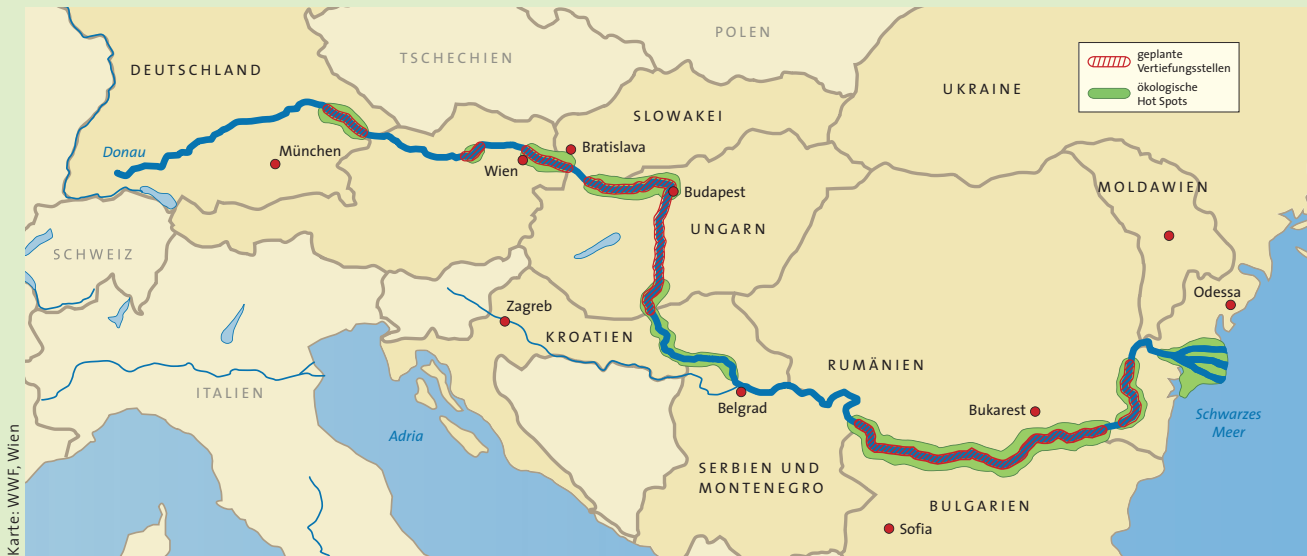 POLEN
TSCHECHIEN
DEUTSCHLAND
geplante
Vertiefungsstellen
ökologische
Hot Spots
UKRAINE
SLOWAKEI
Donau
München
Wien
Bratislava
Budapest
MOLDAWIEN
UNGARN
SCHWEIZ
Odessa
Zagreb
KROATIEN
RUMÄNIEN
ITALIEN
Belgrad
Bukarest
Adria
Schwarzes
Meer
SERBIEN UND
MONTENEGRO
BULGARIEN
Sofia
Karte: WWF, Wien